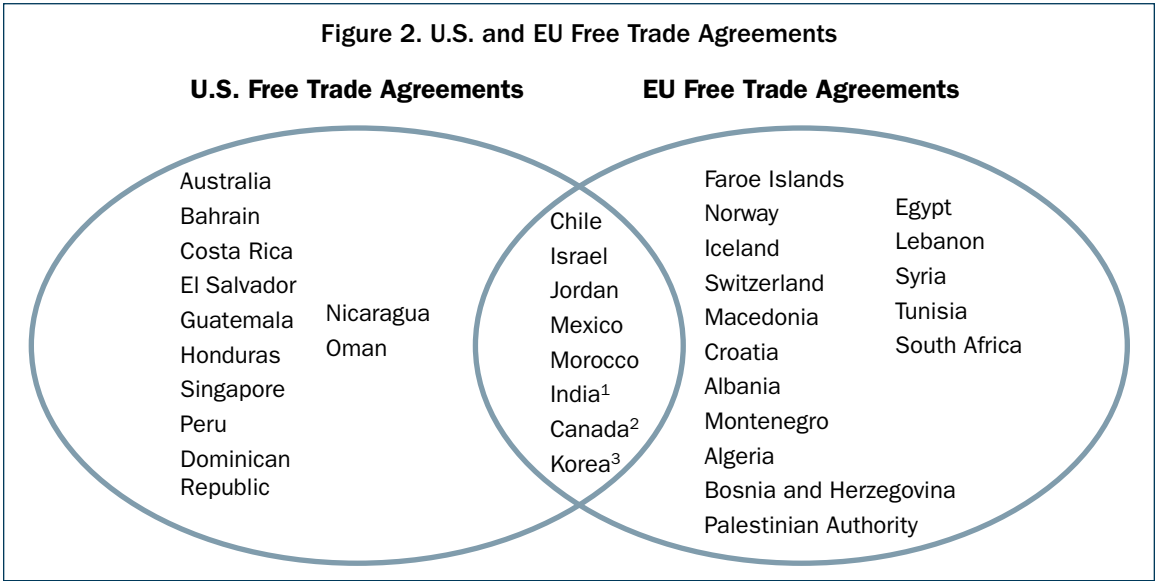 Figure 2. U.S. and EU Free Trade Agreements
U.S. Free Trade Agreements
EU Free Trade Agreements
Australia
Bahrain
Costa Rica
El Salvador
Guatemala
Honduras
Singapore
Peru
Dominican
Republic
Nicaragua
Oman
Chile
Israel
Jordan
Mexico
Morocco
India¹
Canada²
Korea³
Faroe Islands
Norway
Iceland
Switzerland
Macedonia
Croatia
Albania
Montenegro
Algeria
Bosnia and Herzegovina
Palestinian Authority
Egypt
Lebanon
Syria
Tunisia
South Africa